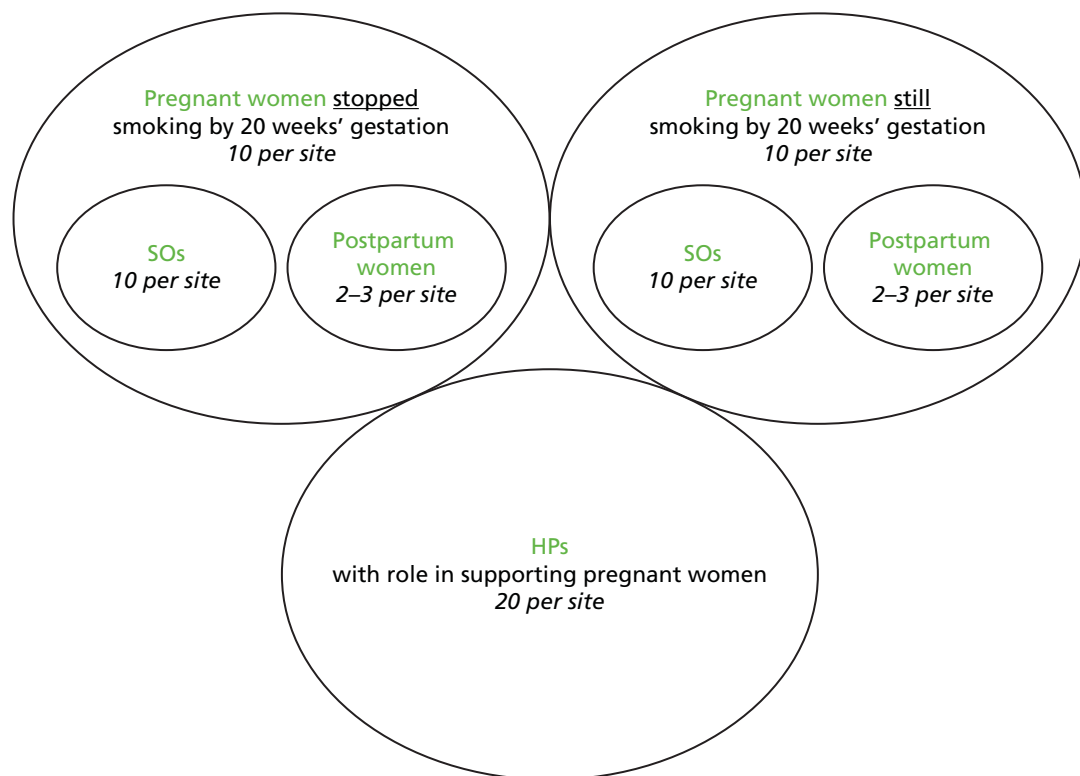 Pregnant women stopped
smoking by 20 weeks' gestation
10 per site
SOs
10 per site
Postpartum
women
2–3 per site
Pregnant women still
smoking by 20 weeks' gestation
10 per site
SOs
10 per site
Postpartum
women
2–3 per site
HPs
with role in supporting pregnant women
20 per site